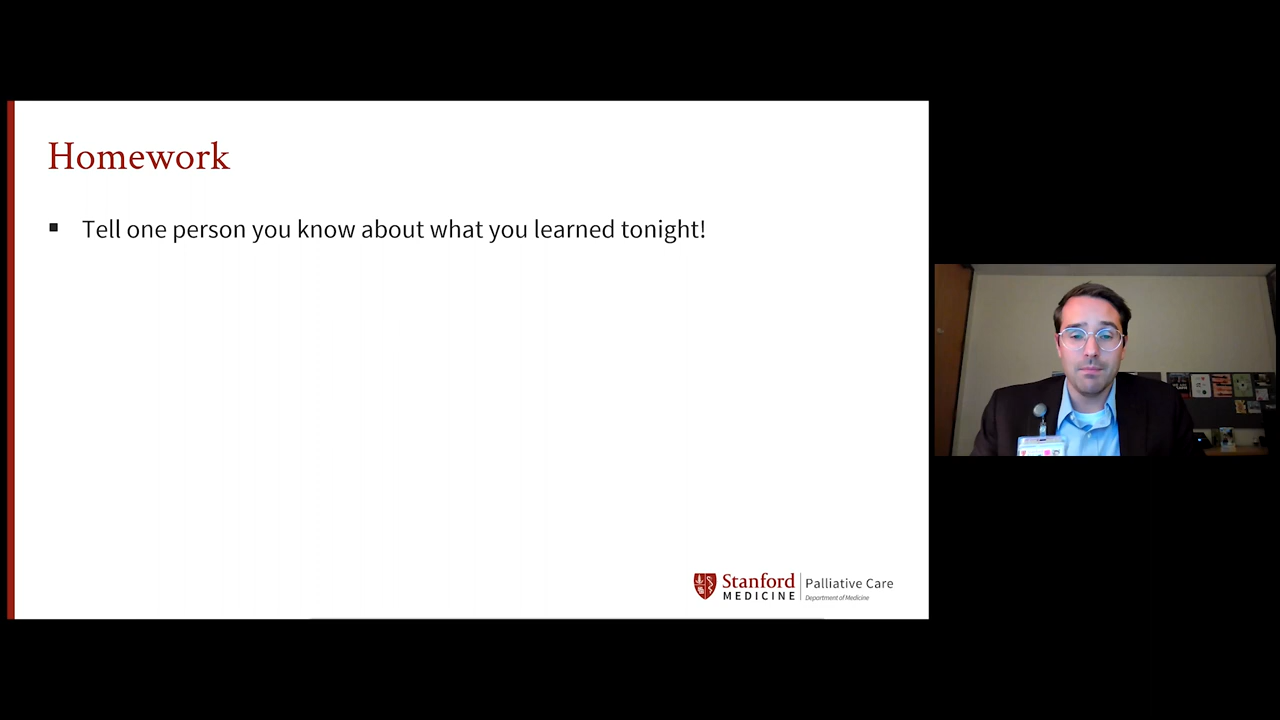 Homework
Tell one person you know about what you learned tonight!
Stanford
MEDICINE
Palliative Care
Department of Medicine